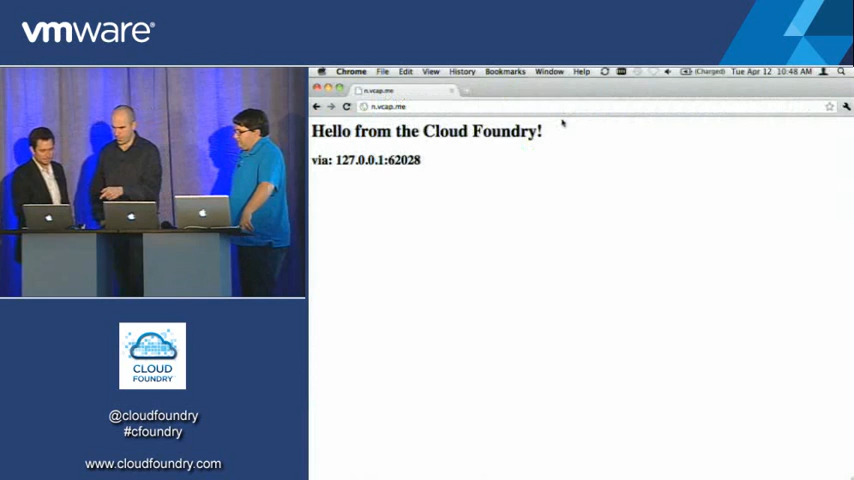 vmware®
Chrome File Edit View History Bookmarks Window Help (Charged) Tue Apr 12 10:48 AM
n.vcap.me
n.vcap.me
Hello from the Cloud Foundry!
via: 127.0.0.1:62028
CLOUD
FOUNDRY
@cloudfoundry
#cfoundry
www.cloudfoundry.com